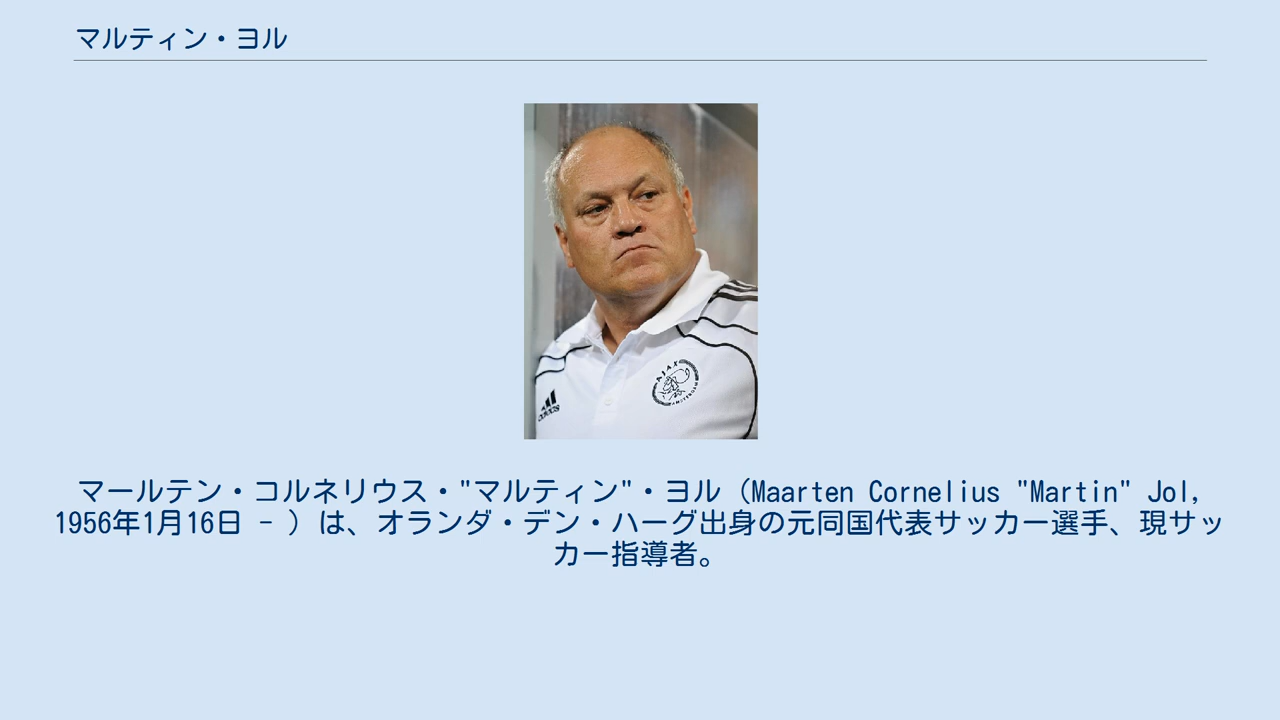 マルティン・ヨル
AJAX
AMSTERDAM
adidas
マールテン・コルネリウス・"マルティン"・ヨル（Maarten Cornelius "Martin" Jol,
1956年1月16日 - ）は、オランダ・デン・ハーグ出身の元同国代表サッカー選手、現サッ
カー指導者。